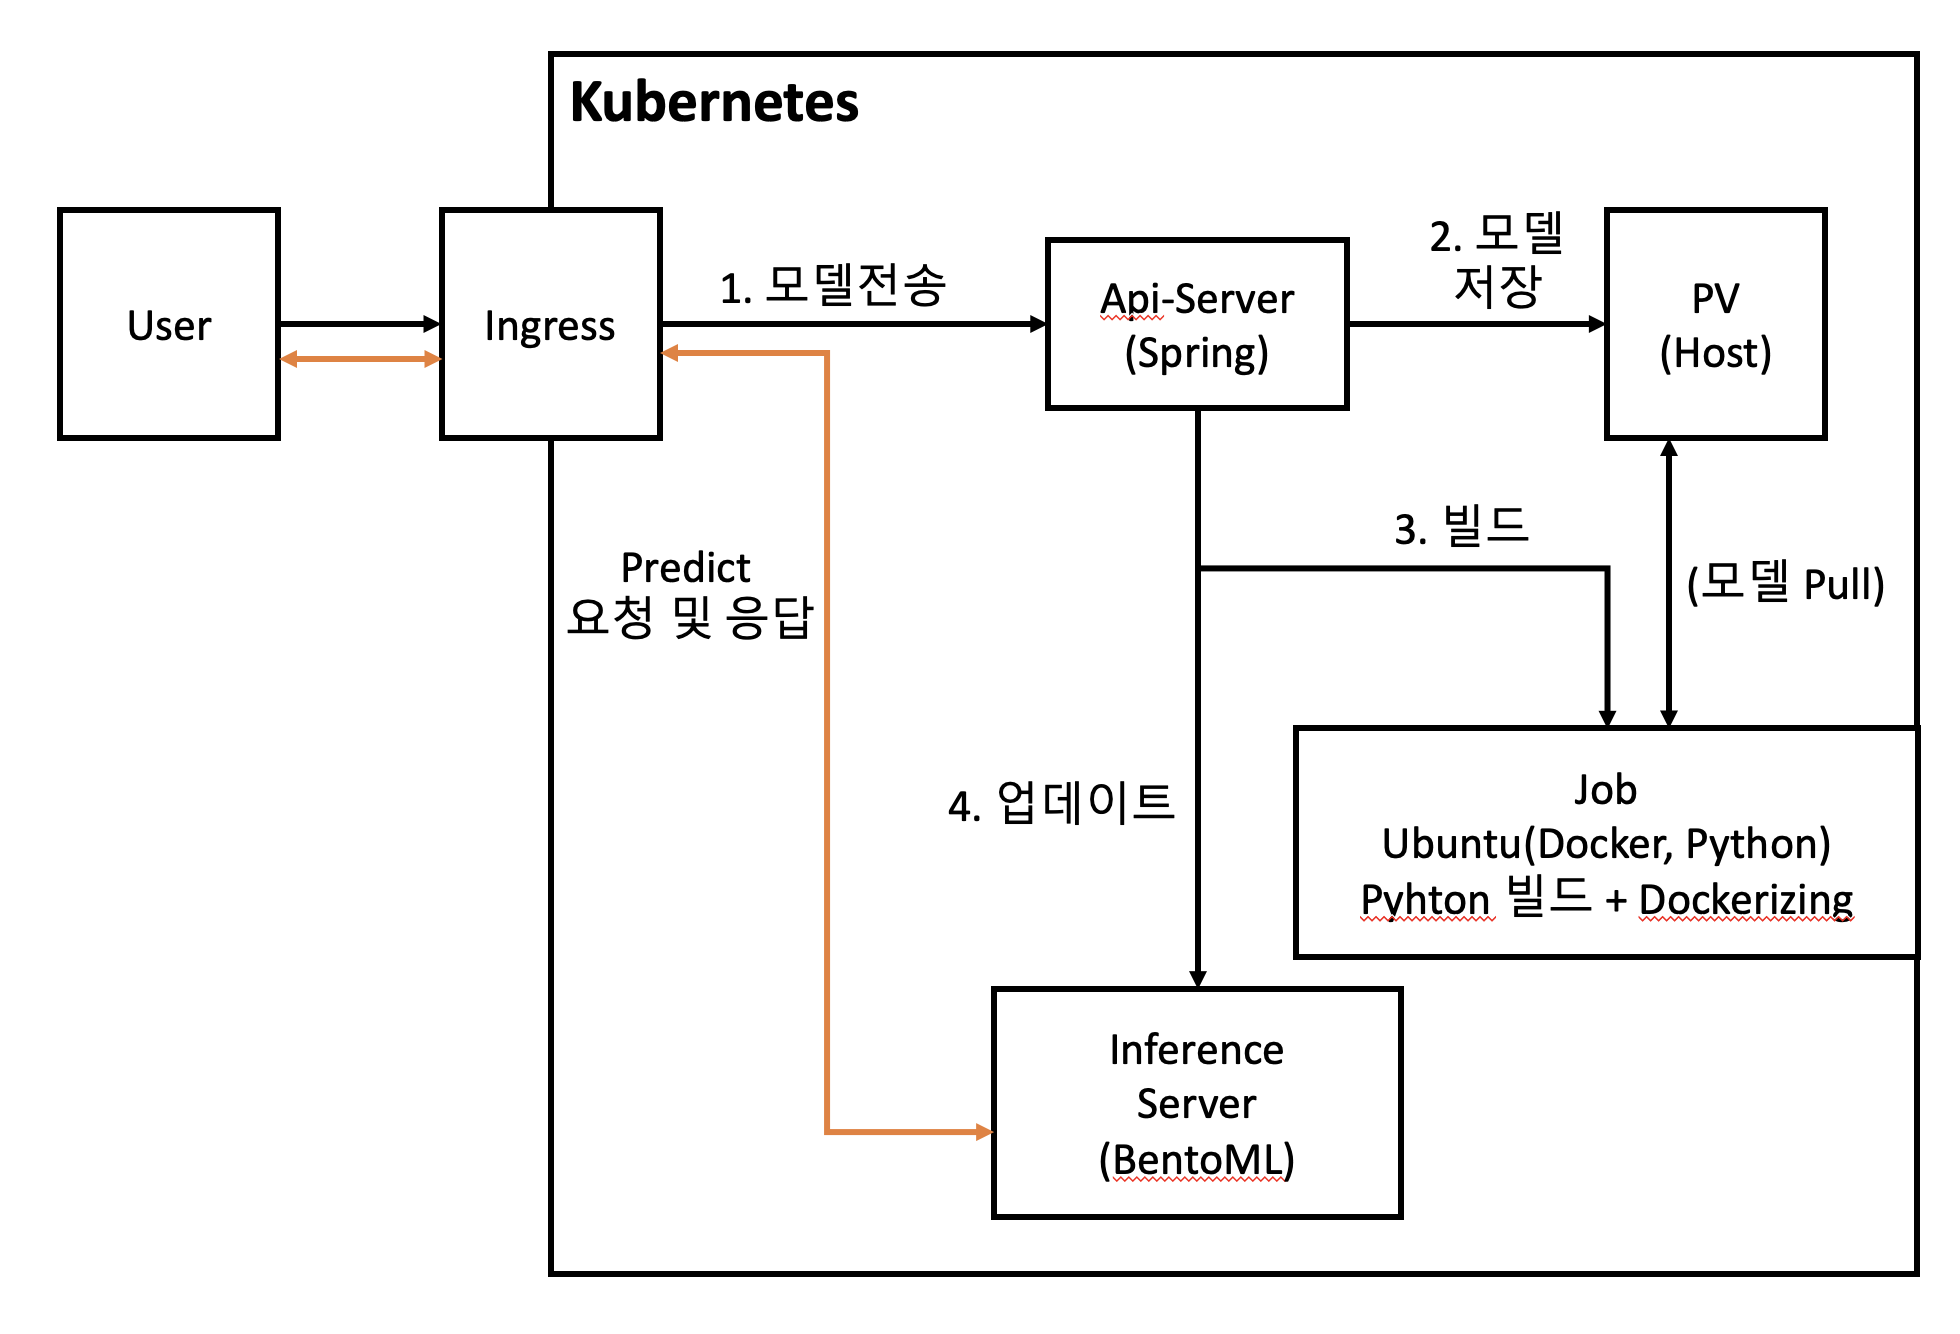 Kubernetes
User
Ingress
1. 모델전송
Api-Server
(Spring)
2. 모델
저장
PV
(Host)
3. 빌드
(모델 Pull)
Predict
요청 및 응답
4. 업데이트
Job
Ubuntu(Docker, Python)
Pyhton 빌드 + Dockerizing
Inference
Server
(BentoML)